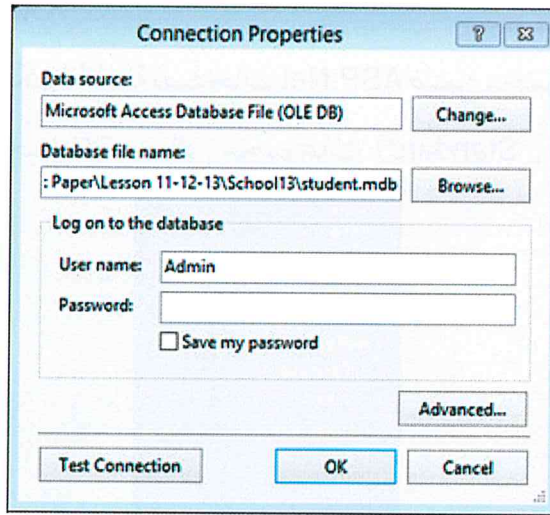 Connection Properties
Data source:
Microsoft Access Database File (OLE DB)
Change...
Database file name:
: Paper\Lesson 11-12-13\School13\student.mdb
Browse...
Log on to the database
User name:
Admin
Password:
Save my password
Advanced...
Test Connection
OK
Cancel